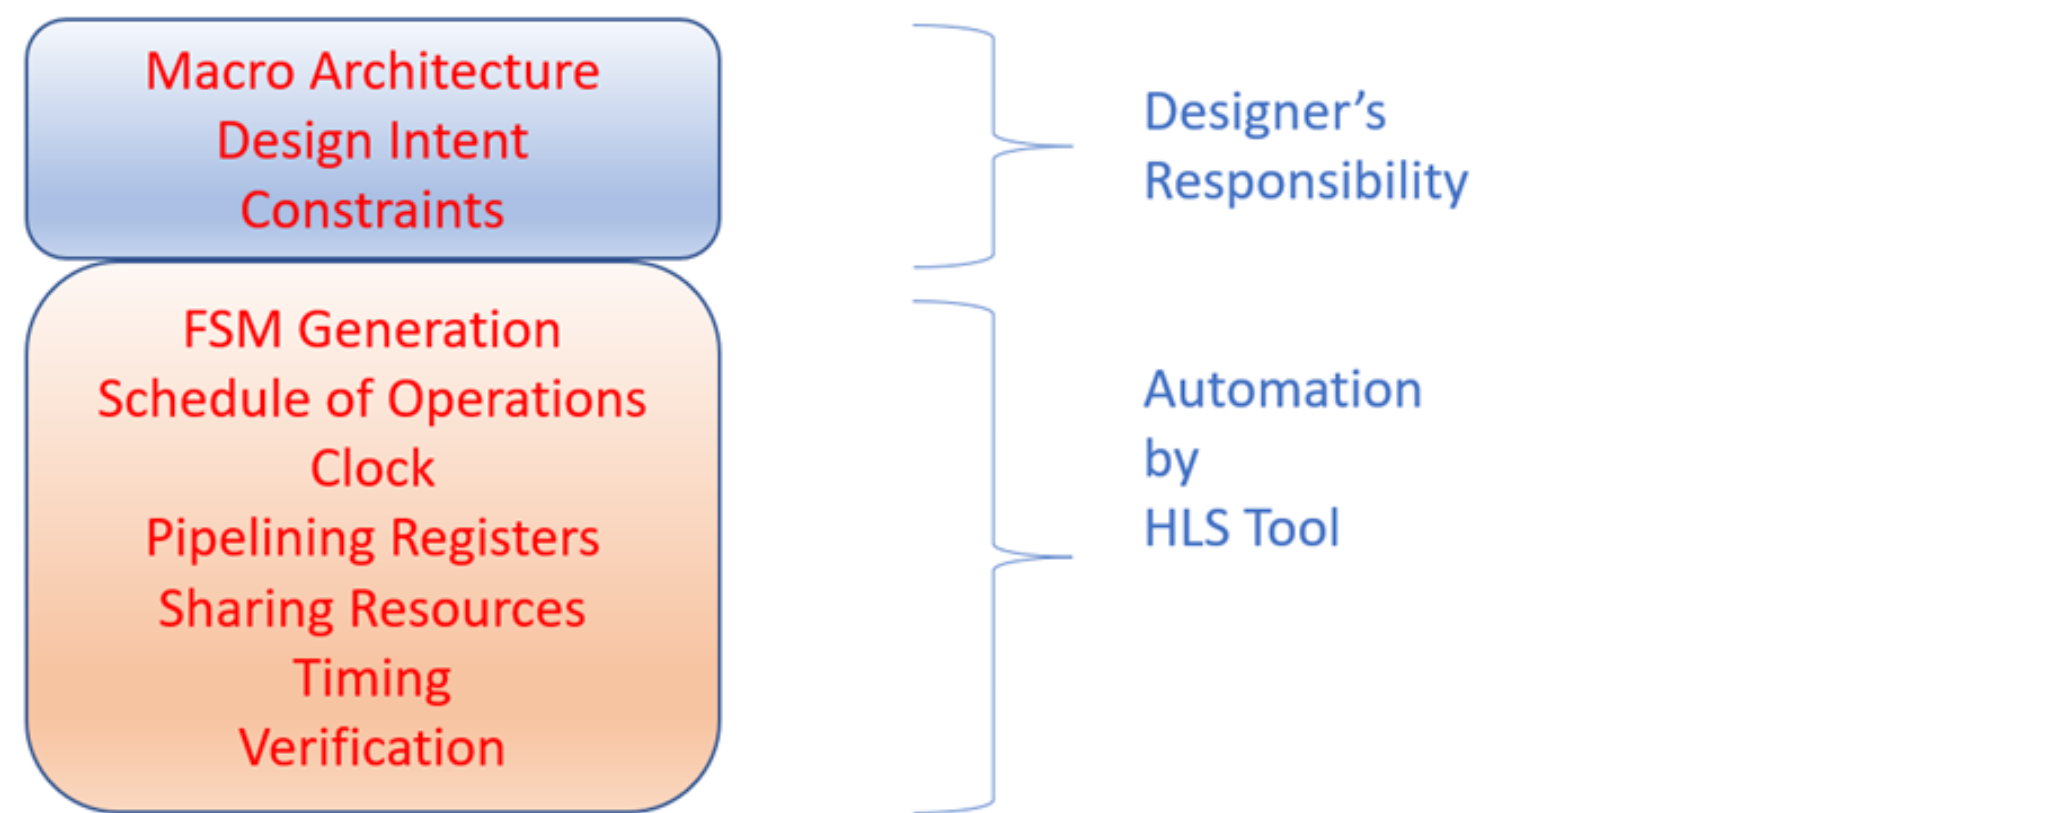 Macro Architecture
Design Intent
Constraints
Designer’s
Responsibility
FSM Generation
Schedule of Operations
Clock
Pipelining Registers
Sharing Resources
Timing
Verification
Automation
by
HLS Tool